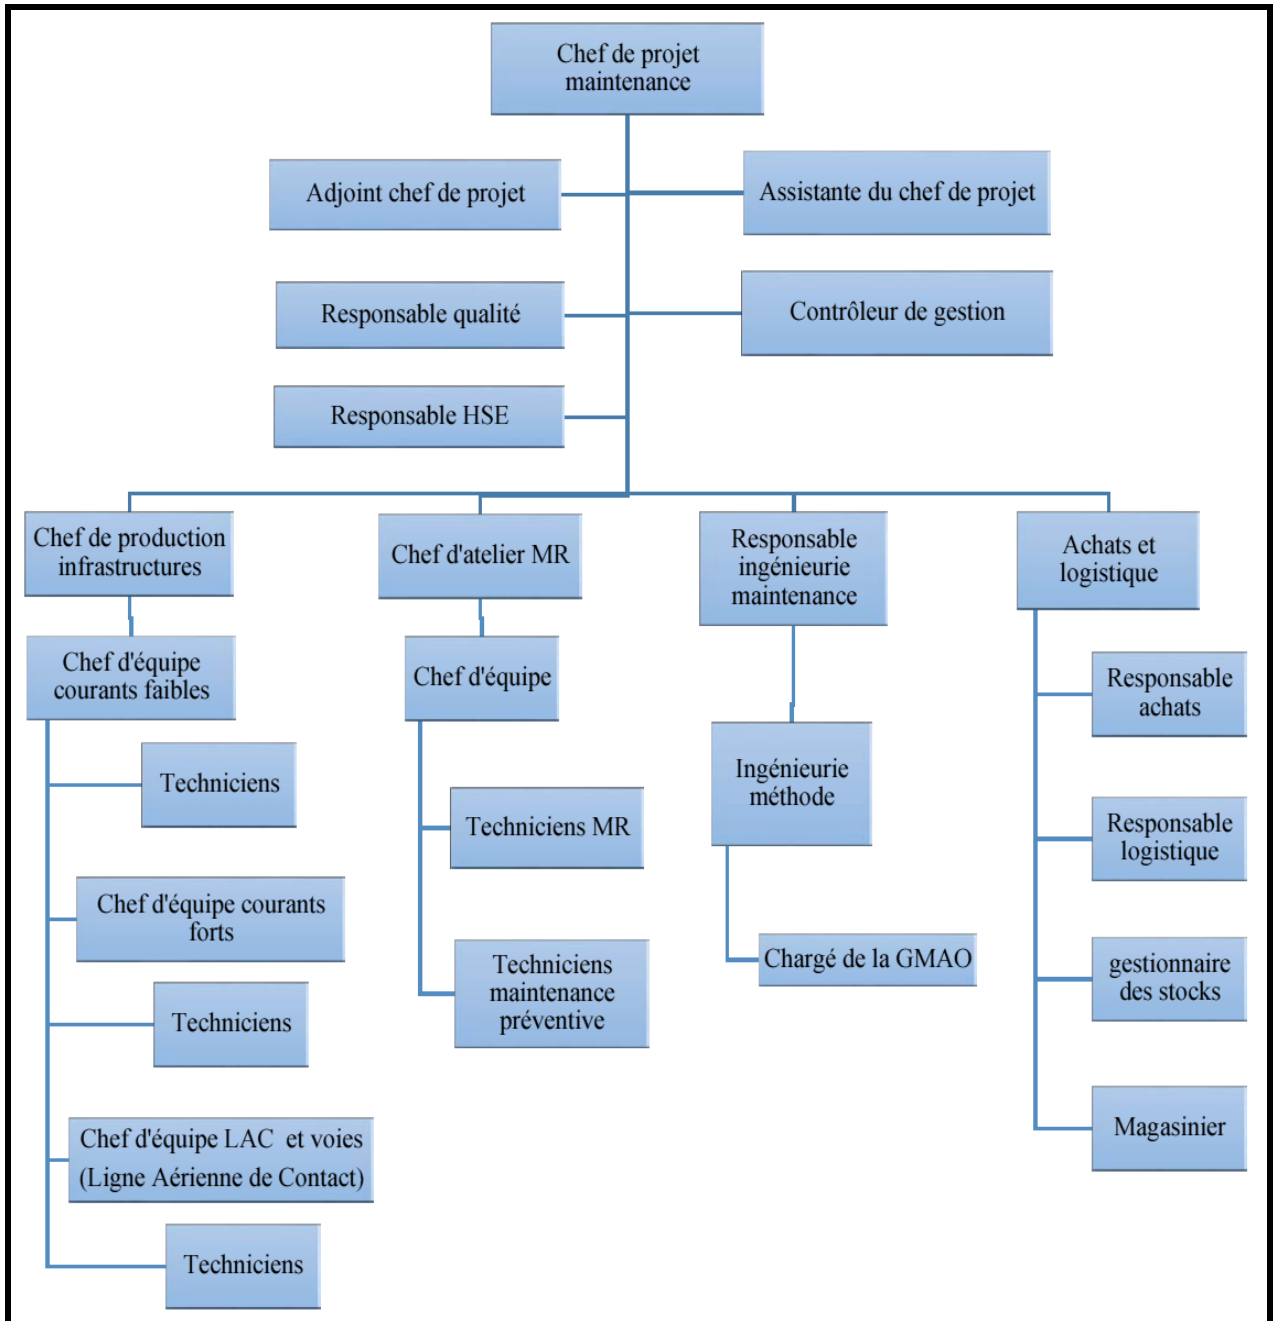 Chef de projet
maintenance
Adjoint chef de projet
Assistante du chef de projet
Responsable qualité
Contrôleur de gestion
Responsable HSE
Chef de production
infrastructures
Chef d'équipe
courants faibles
Techniciens
Chef d'équipe courants
forts
Techniciens
Chef d'équipe LAC et voies
(Ligne Aérienne de Contact)
Techniciens
Chef d'atelier MR
Chef d'équipe
Techniciens MR
Techniciens
maintenance
préventive
Responsable
ingénieurie
maintenance
Ingénieurie
méthode
Chargé de la GMAO
Achats et
logistique
Responsable
achats
Responsable
logistique
gestionnaire
des stocks
Magasinier